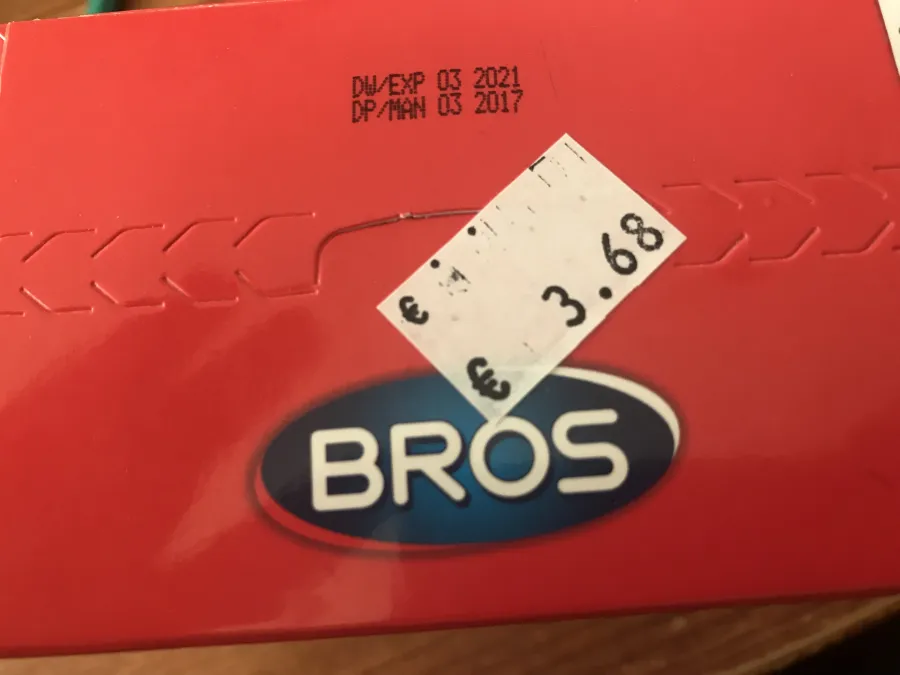 DW/EXP 03 2021
DP/MAN 03 2017
€
€ 3.68
BROS